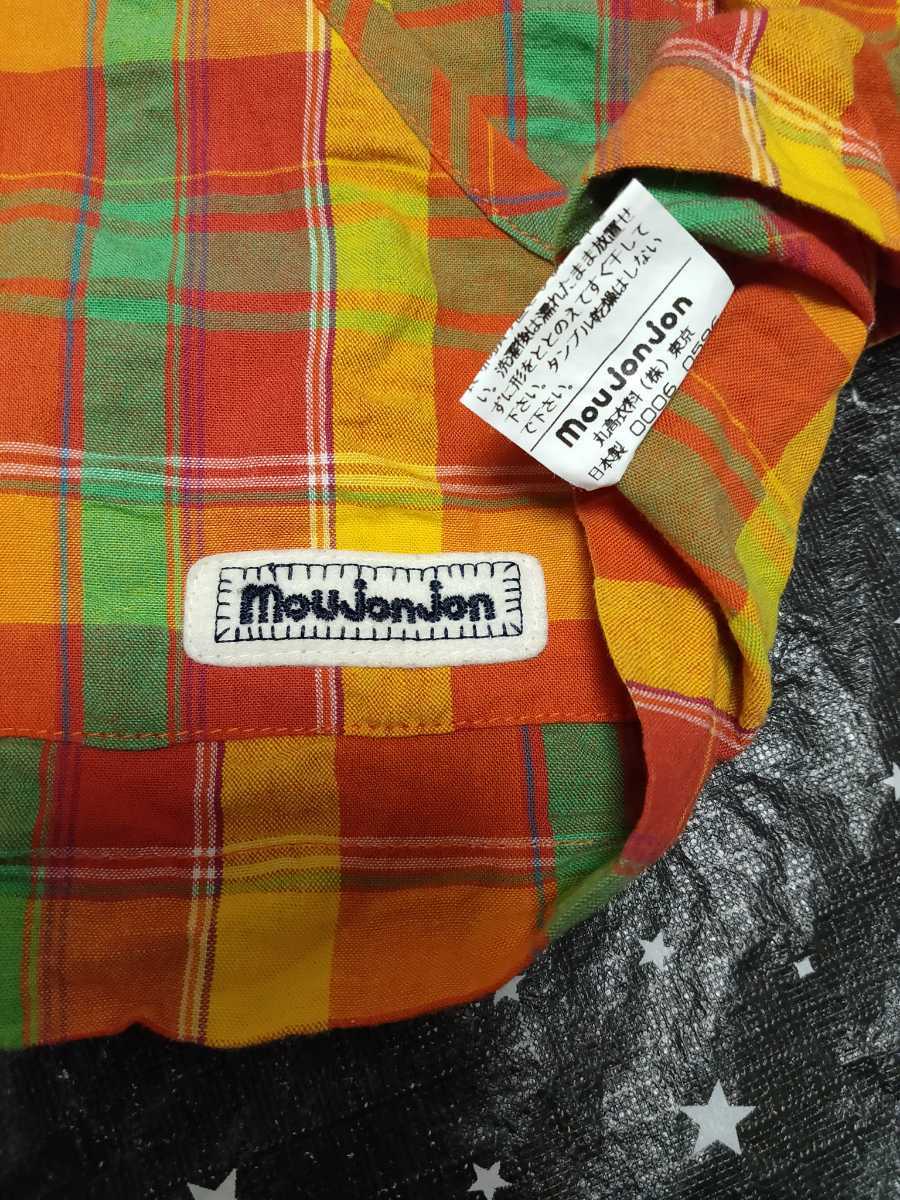 洗濯後は濡れたまま放置せ
ずに形をととのえてすぐ干して
下さい。タンブル乾燥はしない
で下さい。
moujonjon
丸高衣料(株)東京
日本製 0006 0586
moujonjon